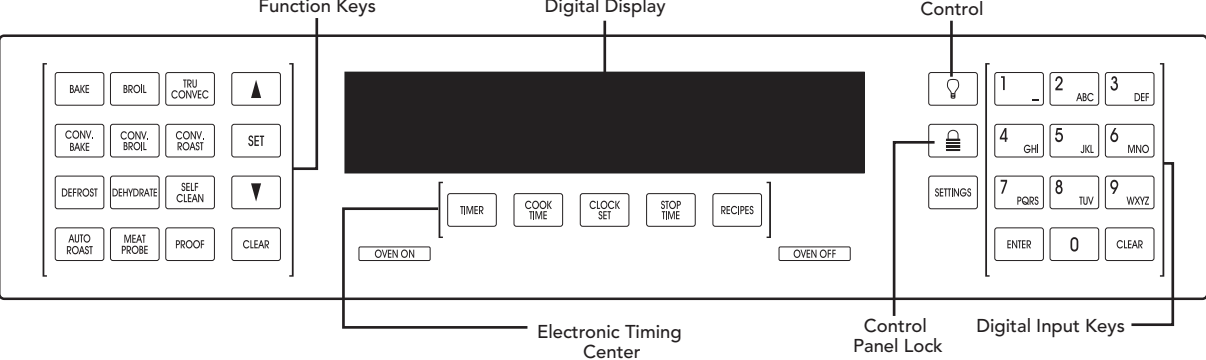 Function Keys
Digital Display
Control
BAKE
BROIL
TRU
CONVEC
CONV.
BAKE
CONV.
BROIL
CONV.
ROAST
SET
DEFROST
DEHYDRATE
SELF
CLEAN
AUTO
ROAST
MEAT
PROBE
PROOF
CLEAR
TIMER
COOK
TIME
CLOCK
SET
STOP
TIME
RECIPES
OVEN ON
OVEN OFF
SETTINGS
1 _
2 ABC
3 DEF
4 GHI
5 JKL
6 MNO
7 PQRS
8 TUV
9 WXYZ
ENTER
0
CLEAR
Electronic Timing
Center
Control
Panel Lock
Digital Input Keys